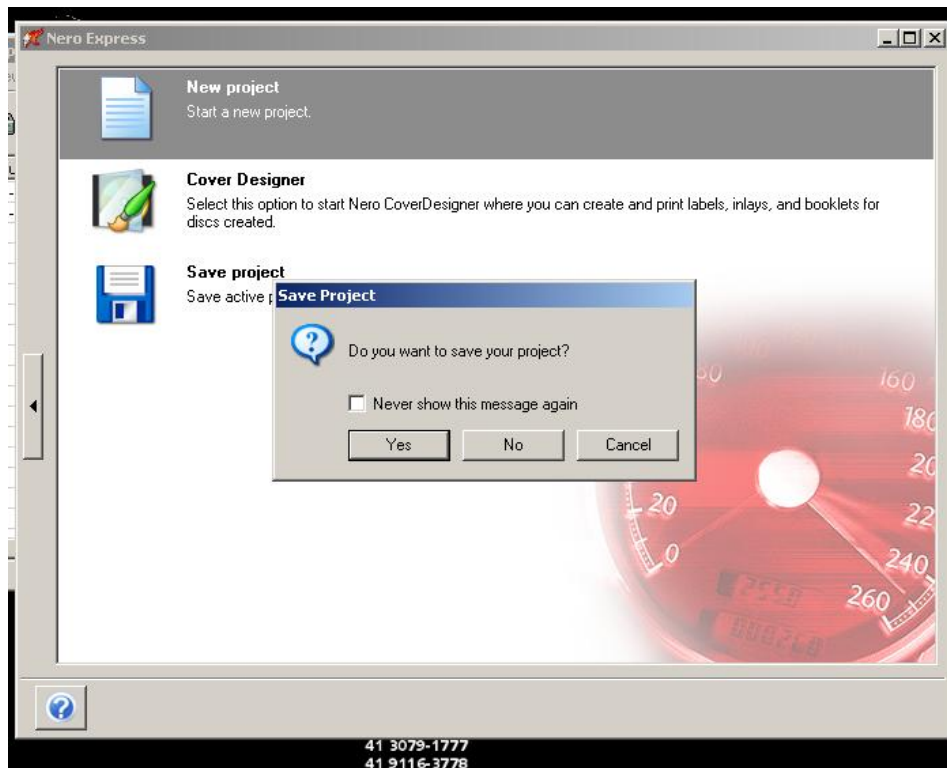 Nero Express
New project
Start a new project.
Cover Designer
Select this option to start Nero CoverDesigner where you can create and print labels, inlays, and booklets for
discs created.
Save project
Save active p
Save Project
Do you want to save your project?
Never show this message again
Yes No Cancel
160
180
20
20
22
0
240
260
41 3079-1777
41 9116-3778